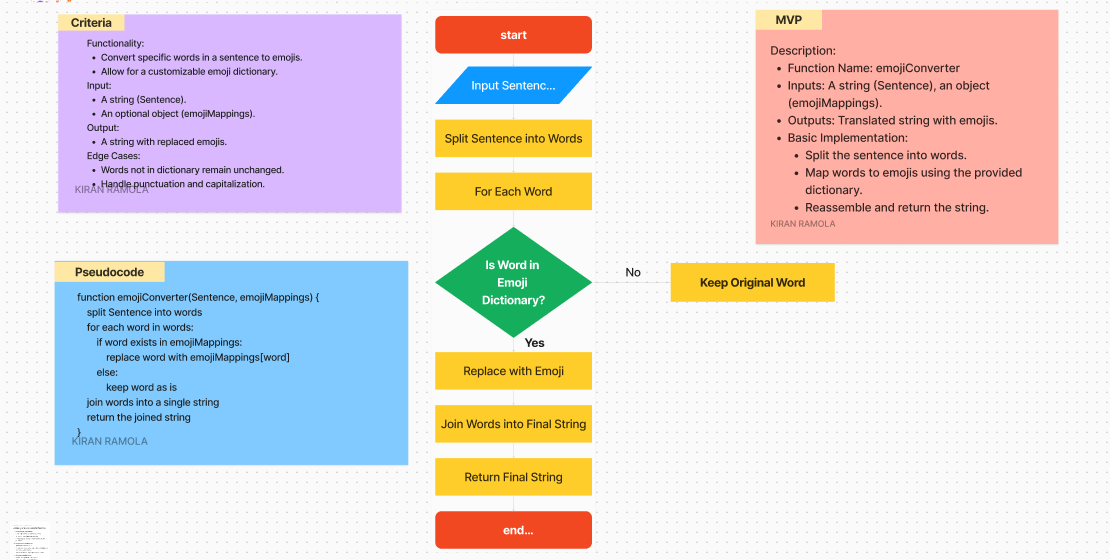 Criteria
Functionality:
• Convert specific words in a sentence to emojis.
• Allow for a customizable emoji dictionary.
Input:
• A string (Sentence).
• An optional object (emojiMappings).
Output:
• A string with replaced emojis.
Edge Cases:
• Words not in dictionary remain unchanged.
• Handle punctuation and capitalization.
KIRAN RAMOLA
Pseudocode
function emojiConverter(Sentence, emojiMappings) {
split Sentence into words
for each word in words:
if word exists in emojiMappings:
replace word with emojiMappings[word]
else:
keep word as is
join words into a single string
return the joined string
}
KIRAN RAMOLA
start
Input Sentenc...
Split Sentence into Words
For Each Word
Is Word in
Emoji
Dictionary?
No
Keep Original Word
Yes
Replace with Emoji
Join Words into Final String
Return Final String
end...
MVP
Description:
• Function Name: emojiConverter
• Inputs: A string (Sentence), an object
(emojiMappings).
• Outputs: Translated string with emojis.
• Basic Implementation:
• Split the sentence into words.
• Map words to emojis using the provided
dictionary.
• Reassemble and return the string.
KIRAN RAMOLA